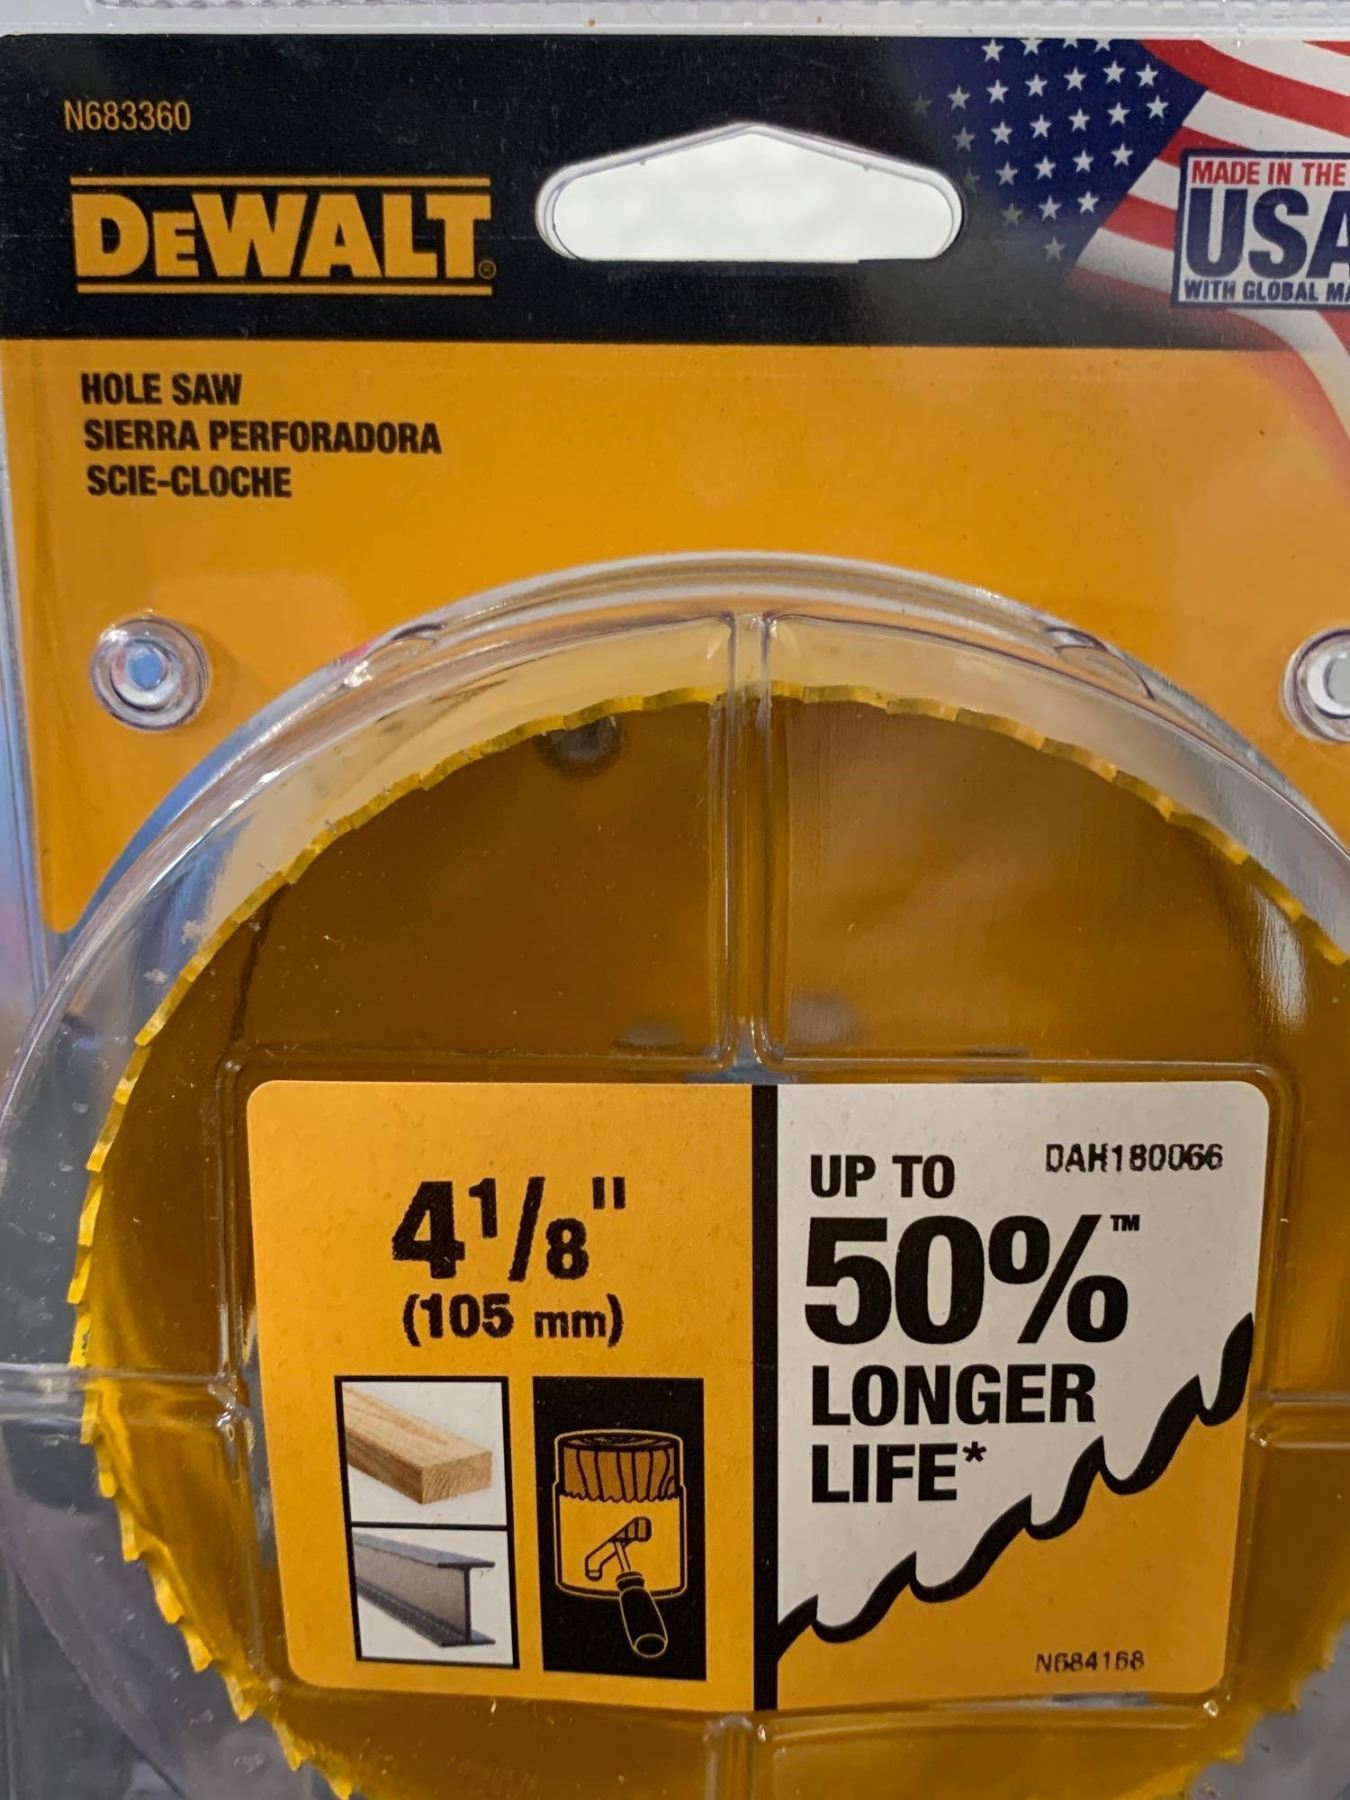 N683360
DEWALT®
MADE IN THE
USA
WITH GLOBAL
HOLE SAW
SIERRA PERFORADORA
SCIE-CLOCHE
4 1/8"
(105 mm)
UP TO
DAH180066
50%™
LONGER
LIFE*
N684168